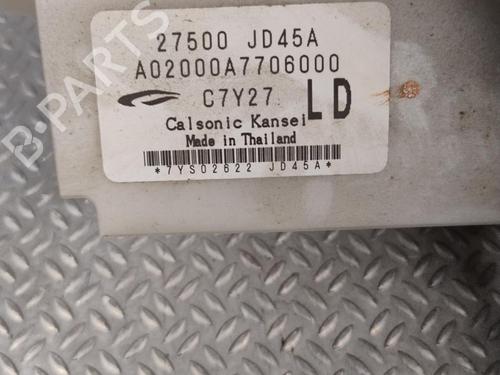 27500 JD45A
A02000A7706000
C7Y27 LD
Calsonic Kansei
Made in Thailand
*7YS02622 JD45A*
B-PARTS